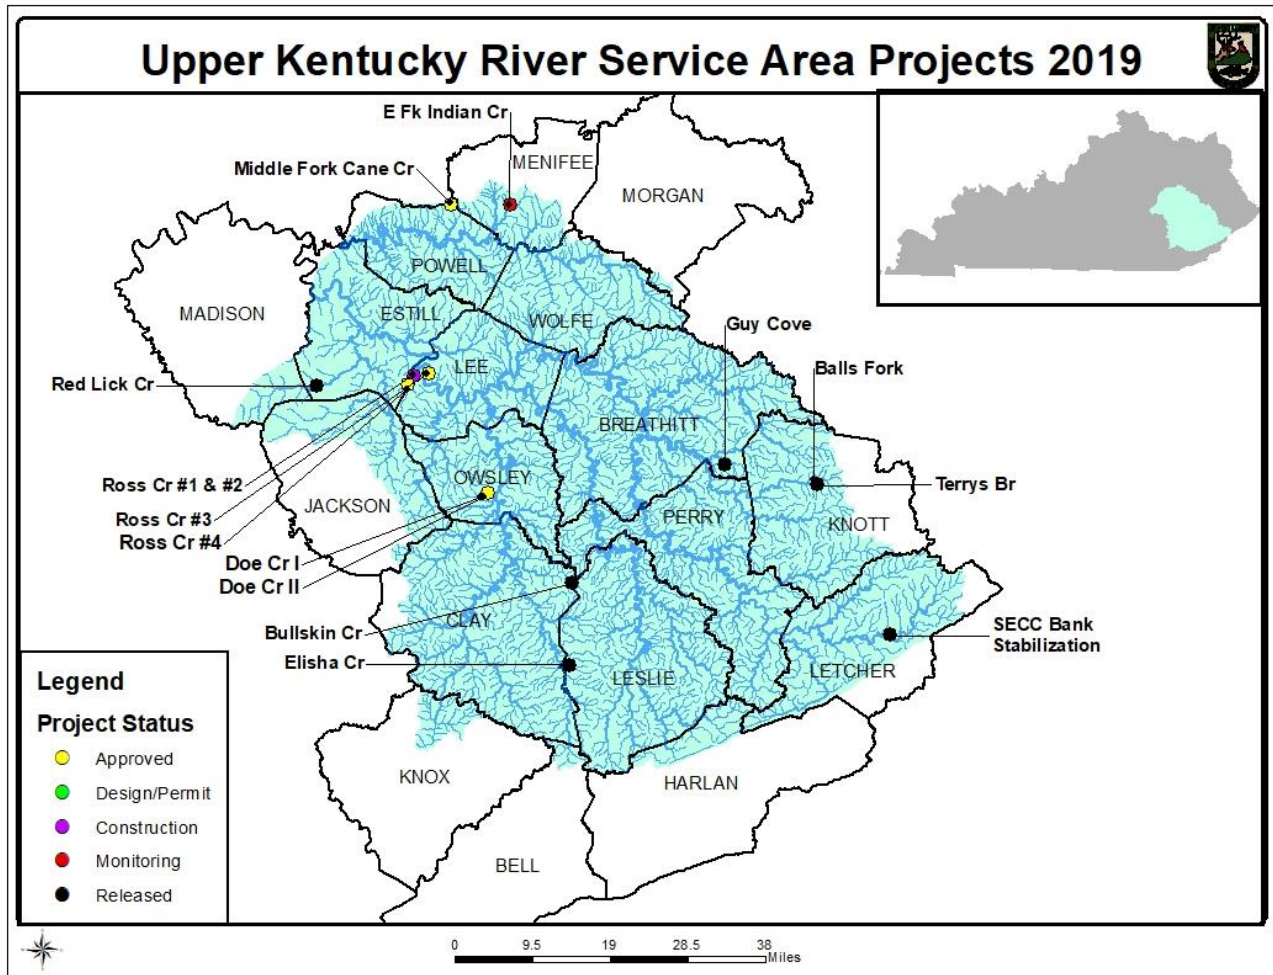 Upper Kentucky River Service Area Projects 2019
E Fk Indian Cr
MENIFEE
Middle Fork Cane Cr
MORGAN
POWELL
MADISON
ESTILL
WOLFE
Guy Cove
LEE
Balls Fork
Red Lick Cr
BREATHITT
OWSLEY
Ross Cr #1 & #2
Terrys Br
JACKSON
Ross Cr #3
PERRY
KNOTT
Ross Cr #4
Doe Cr I
Doe Cr II
CLAY
Bullskin Cr
SECC Bank
Stabilization
Elisha Cr
LESLIE
LETCHER
KNOX
HARLAN
BELL
Legend
Project Status
Approved
Design/Permit
Construction
Monitoring
Released
0 9.5 19 28.5 38
Miles